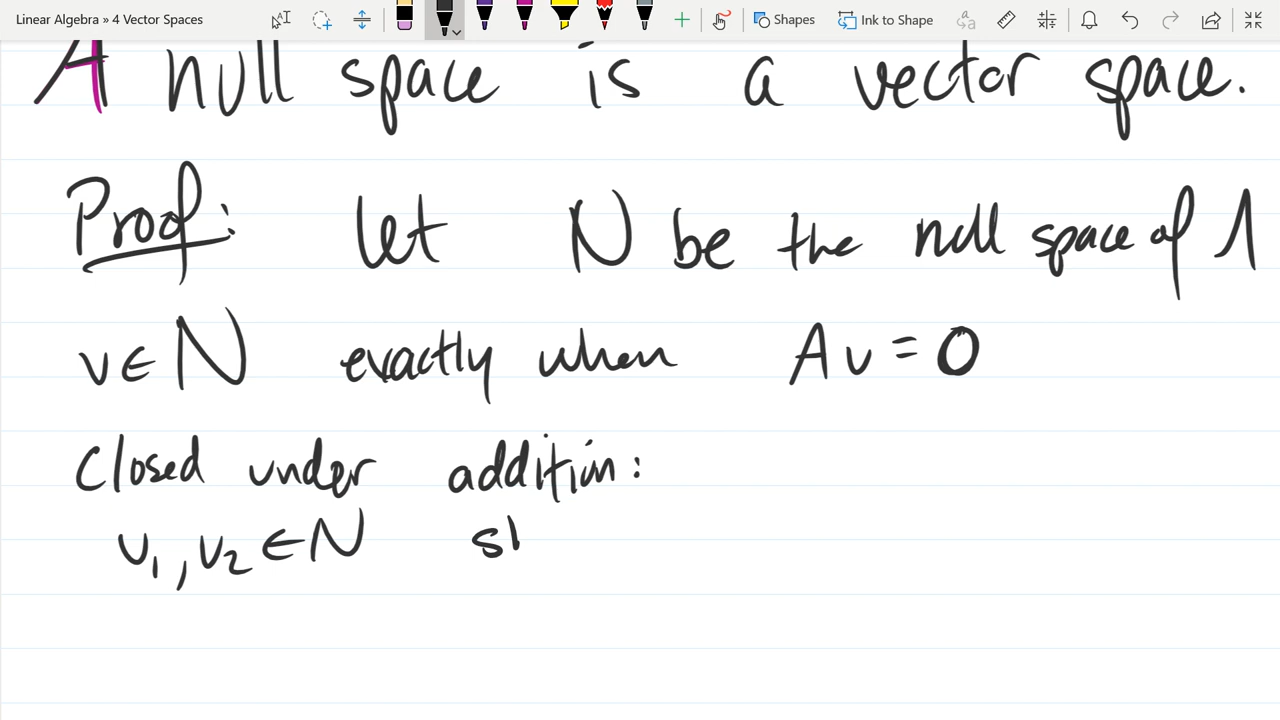 Linear Algebra » 4 Vector Spaces
Shapes
Ink to Shape
A null space is a vector space.
Proof: let N be the null space of
v ∈ N exactly when Av = 0
Closed under addition:
v₁, v₂ ∈ N